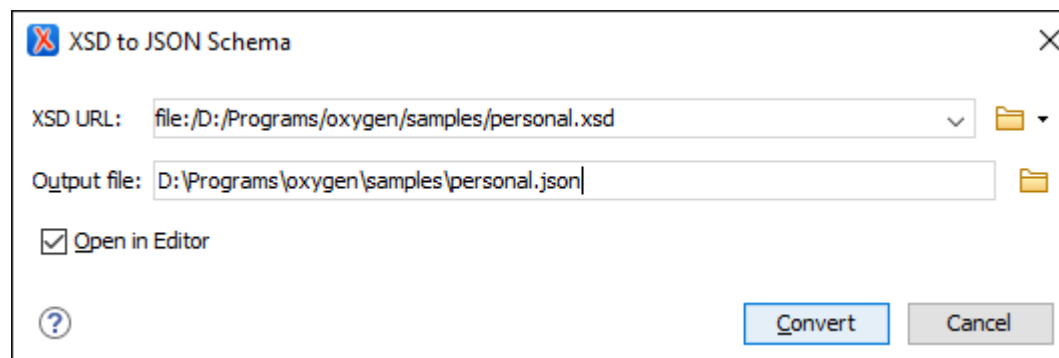 XSD to JSON Schema
XSD URL: file:/D:/Programs/oxygen/samples/personal.xsd
Output file: D:\Programs\oxygen\samples\personal.json
Open in Editor
? Convert Cancel